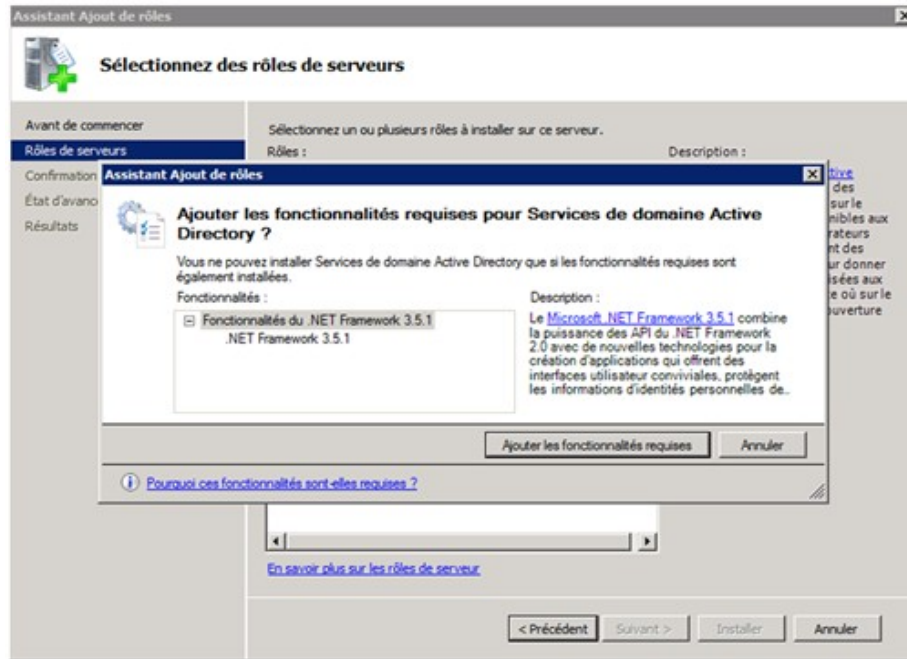 Assistant Ajout de rôles
Sélectionnez des rôles de serveurs
Avant de commencer
Rôles de serveurs
Confirmation
État d'avanc
Résultats
Sélectionnez un ou plusieurs rôles à installer sur ce serveur.
Rôles :
Description :
Assistant Ajout de rôles
Ajouter les fonctionnalités requises pour Services de domaine Active
Directory ?
Vous ne pouvez installer Services de domaine Active Directory que si les fonctionnalités requises sont
également installées.
Fonctionnalités :
Fonctionnalités du .NET Framework 3.5.1
.NET Framework 3.5.1
Description :
Le Microsoft .NET Framework 3.5.1 combine
la puissance des API du .NET Framework
2.0 avec de nouvelles technologies pour la
création d'applications qui offrent des
interfaces utilisateur conviviales, protègent
les informations d'identités personnelles de..
Ajouter les fonctionnalités requises
Annuler
Pourquoi ces fonctionnalités sont-elles requises ?
des
sur le
nibles aux
rateurs
nt des
ur donner
isées aux
e où sur le
ouverture
En savoir plus sur les rôles de serveur
< Précédent
Suivant >
Installer
Annuler